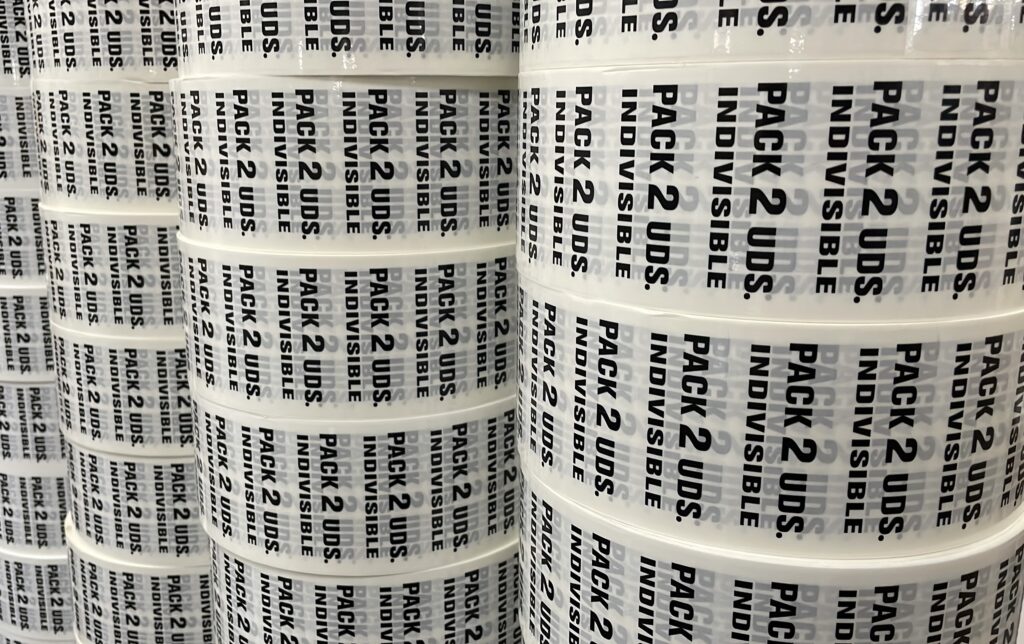 PACK 2 UDS.
INDIVISIBLE